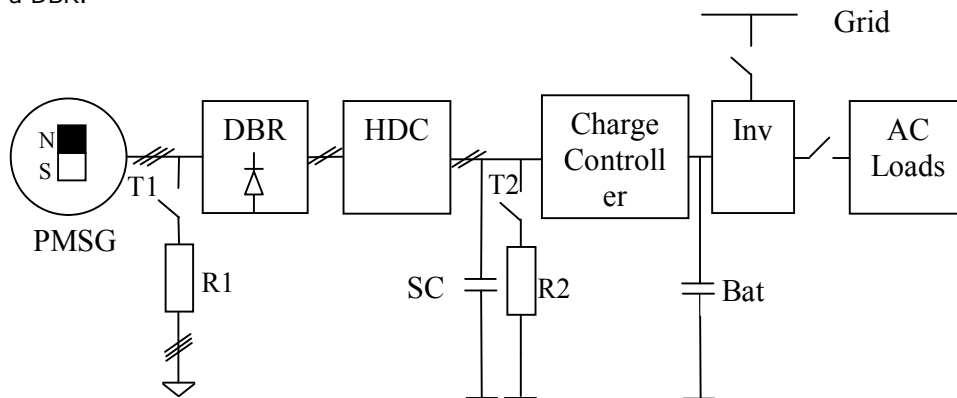 u DBR.
Grid
N
S
PMSG
T1
R1
DBR
HDC
SC
T2
R2
Charge
Controll
er
Bat
Inv
AC
Loads